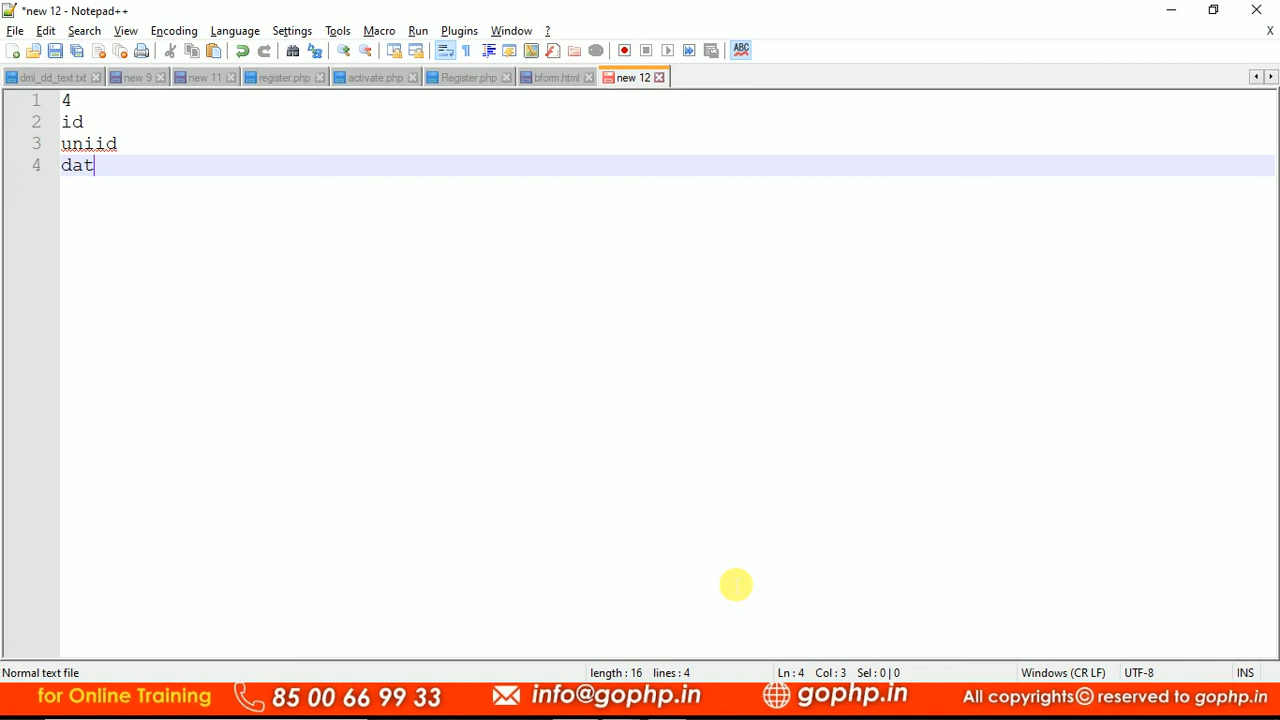 *new 12 - Notepad++
File Edit Search View Encoding Language Settings Tools Macro Run Plugins Window ? X
ABC
dml_dd_text.txt new 9 new 11 register.php activate.php Register.php bform.html new 12
1 4
2 id
3 uniid
4 dat
Normal text file length : 16 lines : 4 Ln : 4 Col : 3 Sel : 0 | 0 Windows (CR LF) UTF-8 INS
for Online Training 85 00 66 99 33 info@gophp.in gophp.in All copyrights© reserved to gophp.in